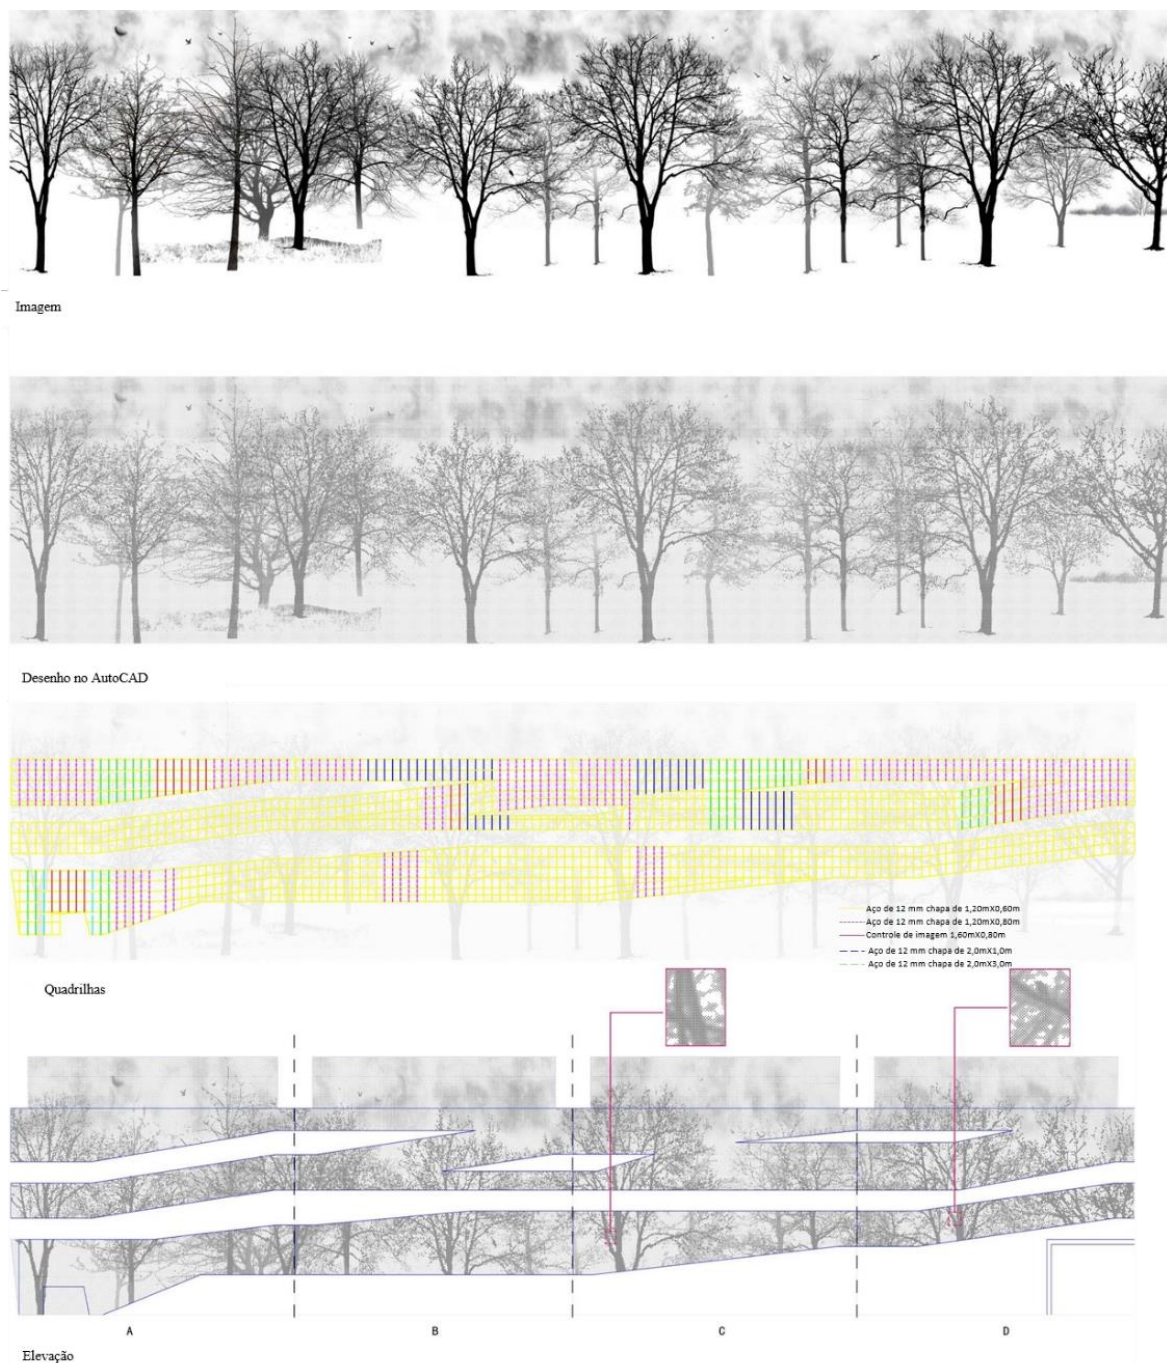 Imagem
Desenho no AutoCAD
Aço de 12 mm chapa de 1,20mX0,60m
Aço de 12 mm chapa de 1,20mX0,80m
Controle de imagem 1,60mX0,80m
Aço de 12 mm chapa de 2,0mX1,0m
Aço de 12 mm chapa de 2,0mX3,0m
Quadrilhas
A B C D
Elevação